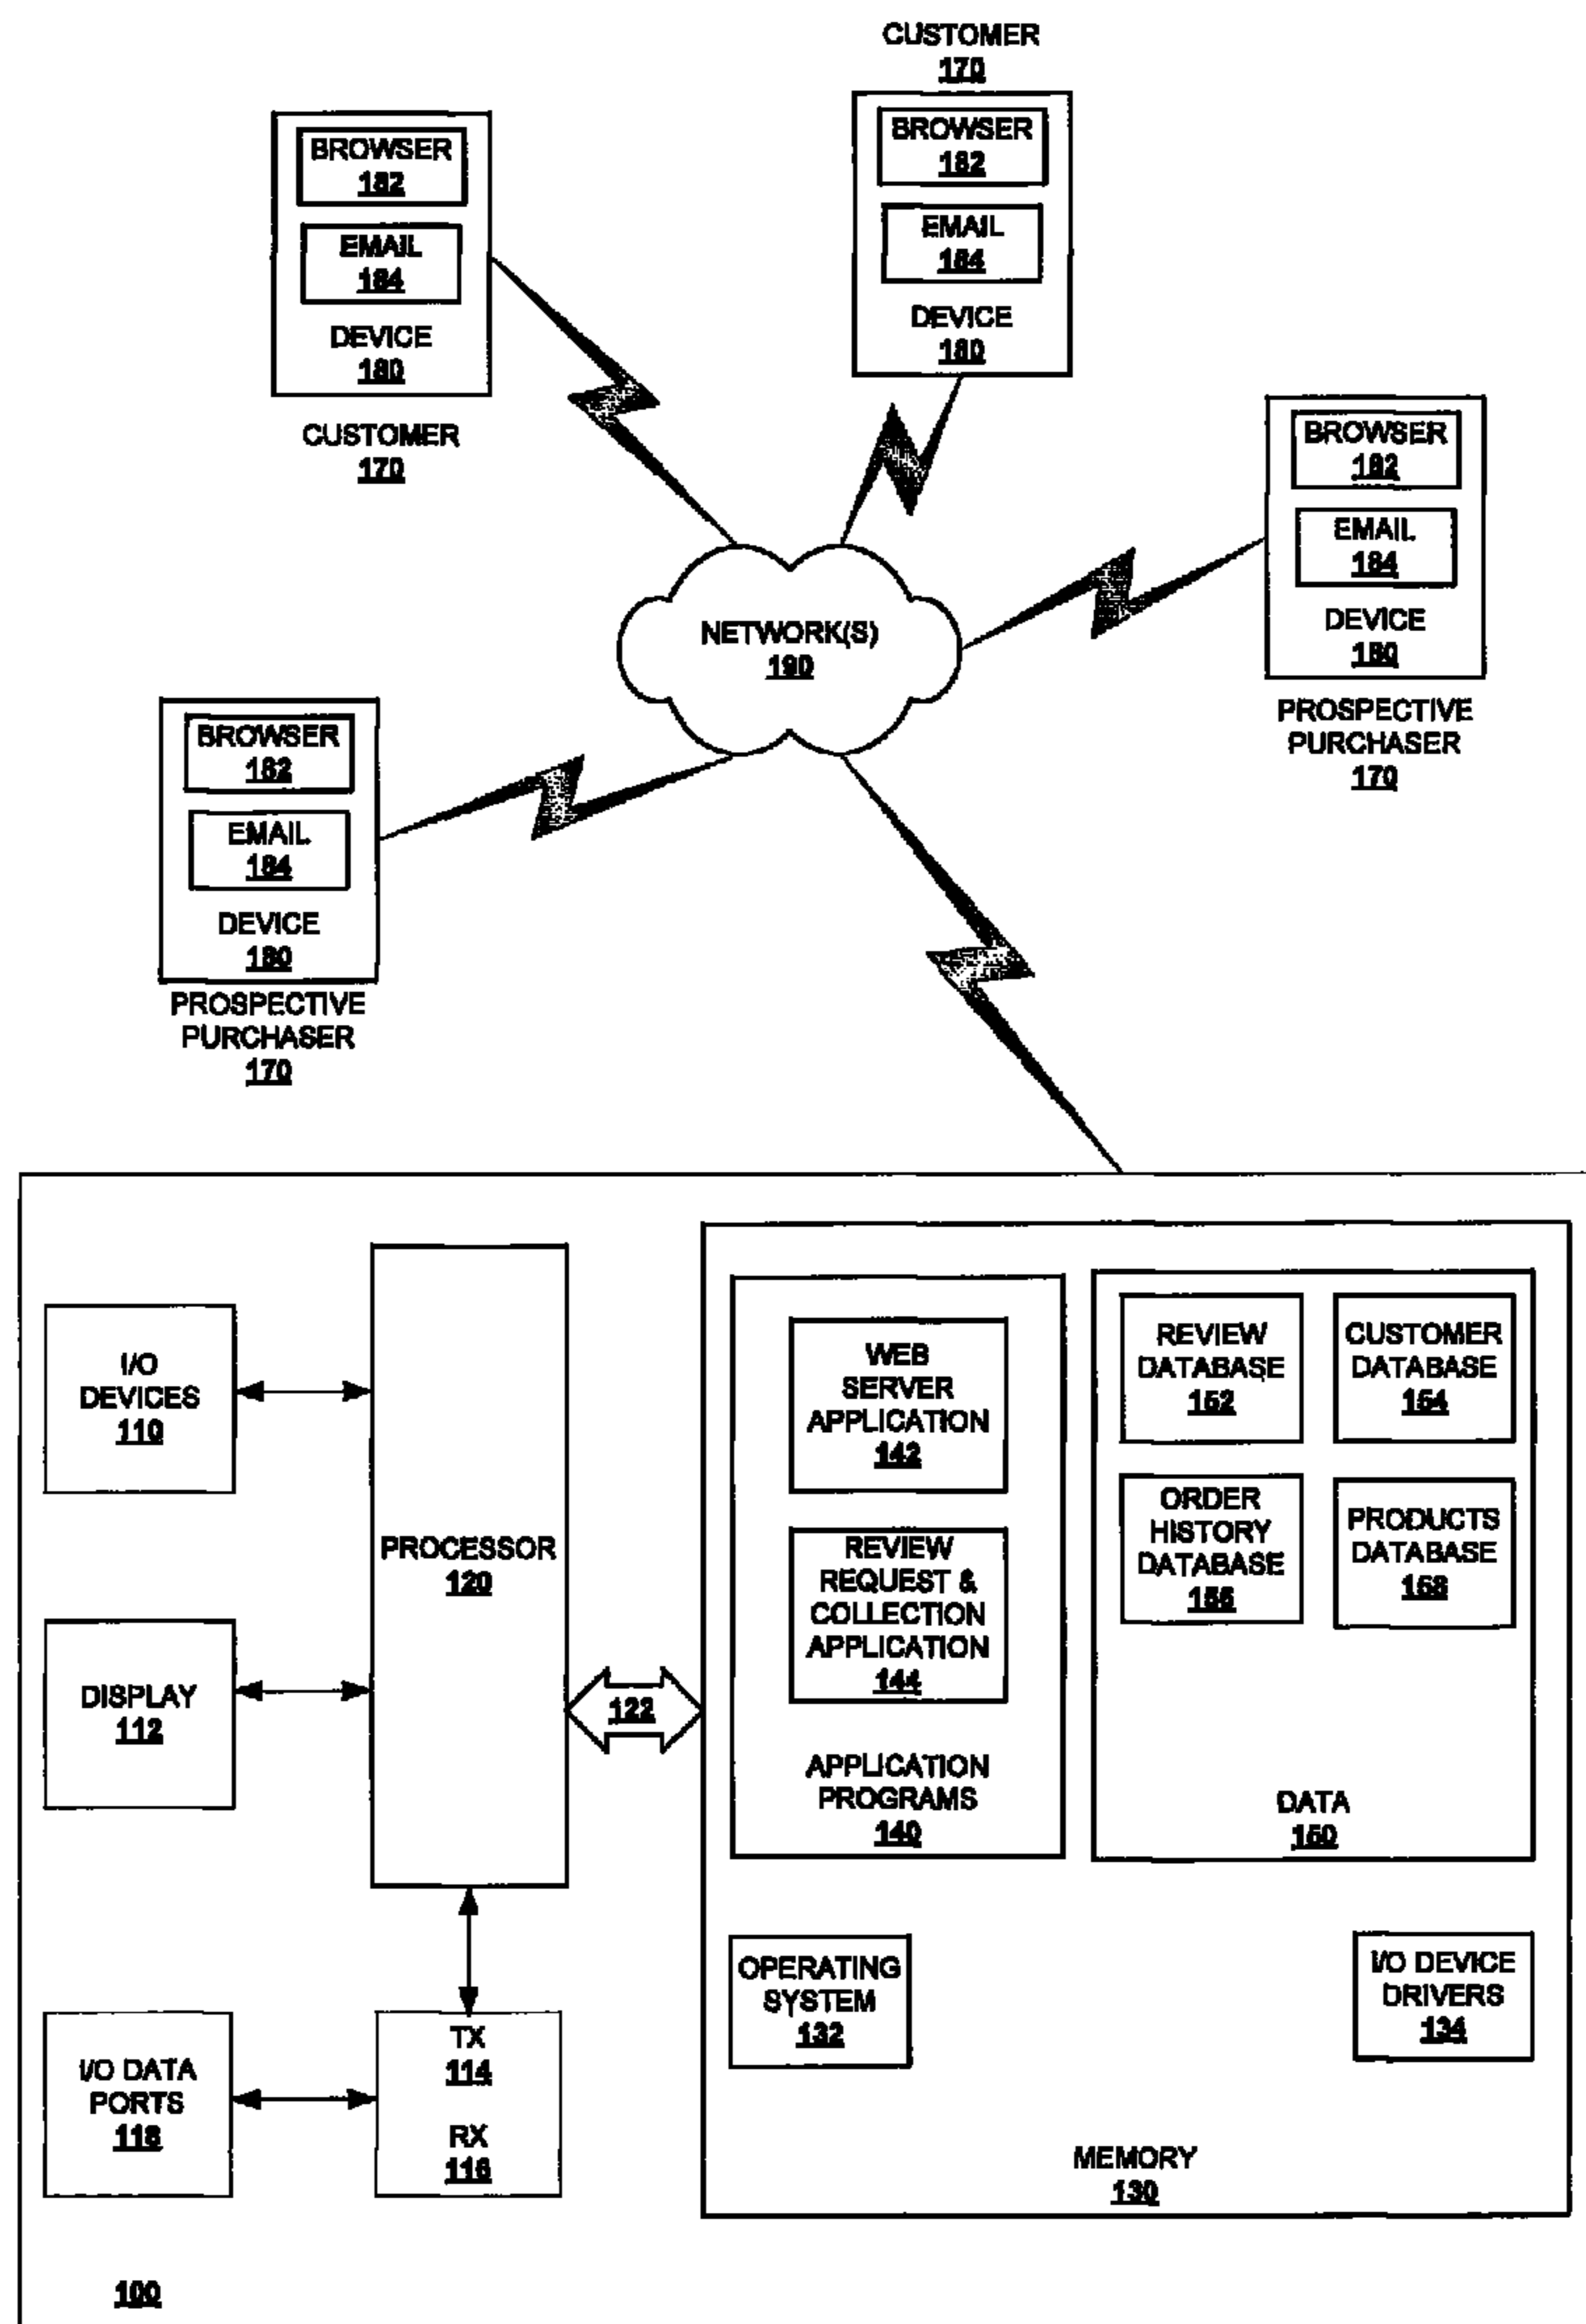 CUSTOMER
170
BROWSER
182
EMAIL
184
DEVICE
180
BROWSER
182
EMAIL
184
DEVICE
180
CUSTOMER
170
BROWSER
182
EMAIL
184
DEVICE
180
PROSPECTIVE
PURCHASER
170
NETWORK(S)
190
BROWSER
182
EMAIL
184
DEVICE
180
PROSPECTIVE
PURCHASER
170
I/O
DEVICES
110
DISPLAY
112
I/O DATA
PORTS
118
PROCESSOR
120
TX
114
RX
116
122
WEB
SERVER
APPLICATION
142
REVIEW
REQUEST &
COLLECTION
APPLICATION
144
APPLICATION
PROGRAMS
140
REVIEW
DATABASE
152
CUSTOMER
DATABASE
154
ORDER
HISTORY
DATABASE
156
PRODUCTS
DATABASE
158
DATA
150
OPERATING
SYSTEM
132
I/O DEVICE
DRIVERS
134
MEMORY
130
100